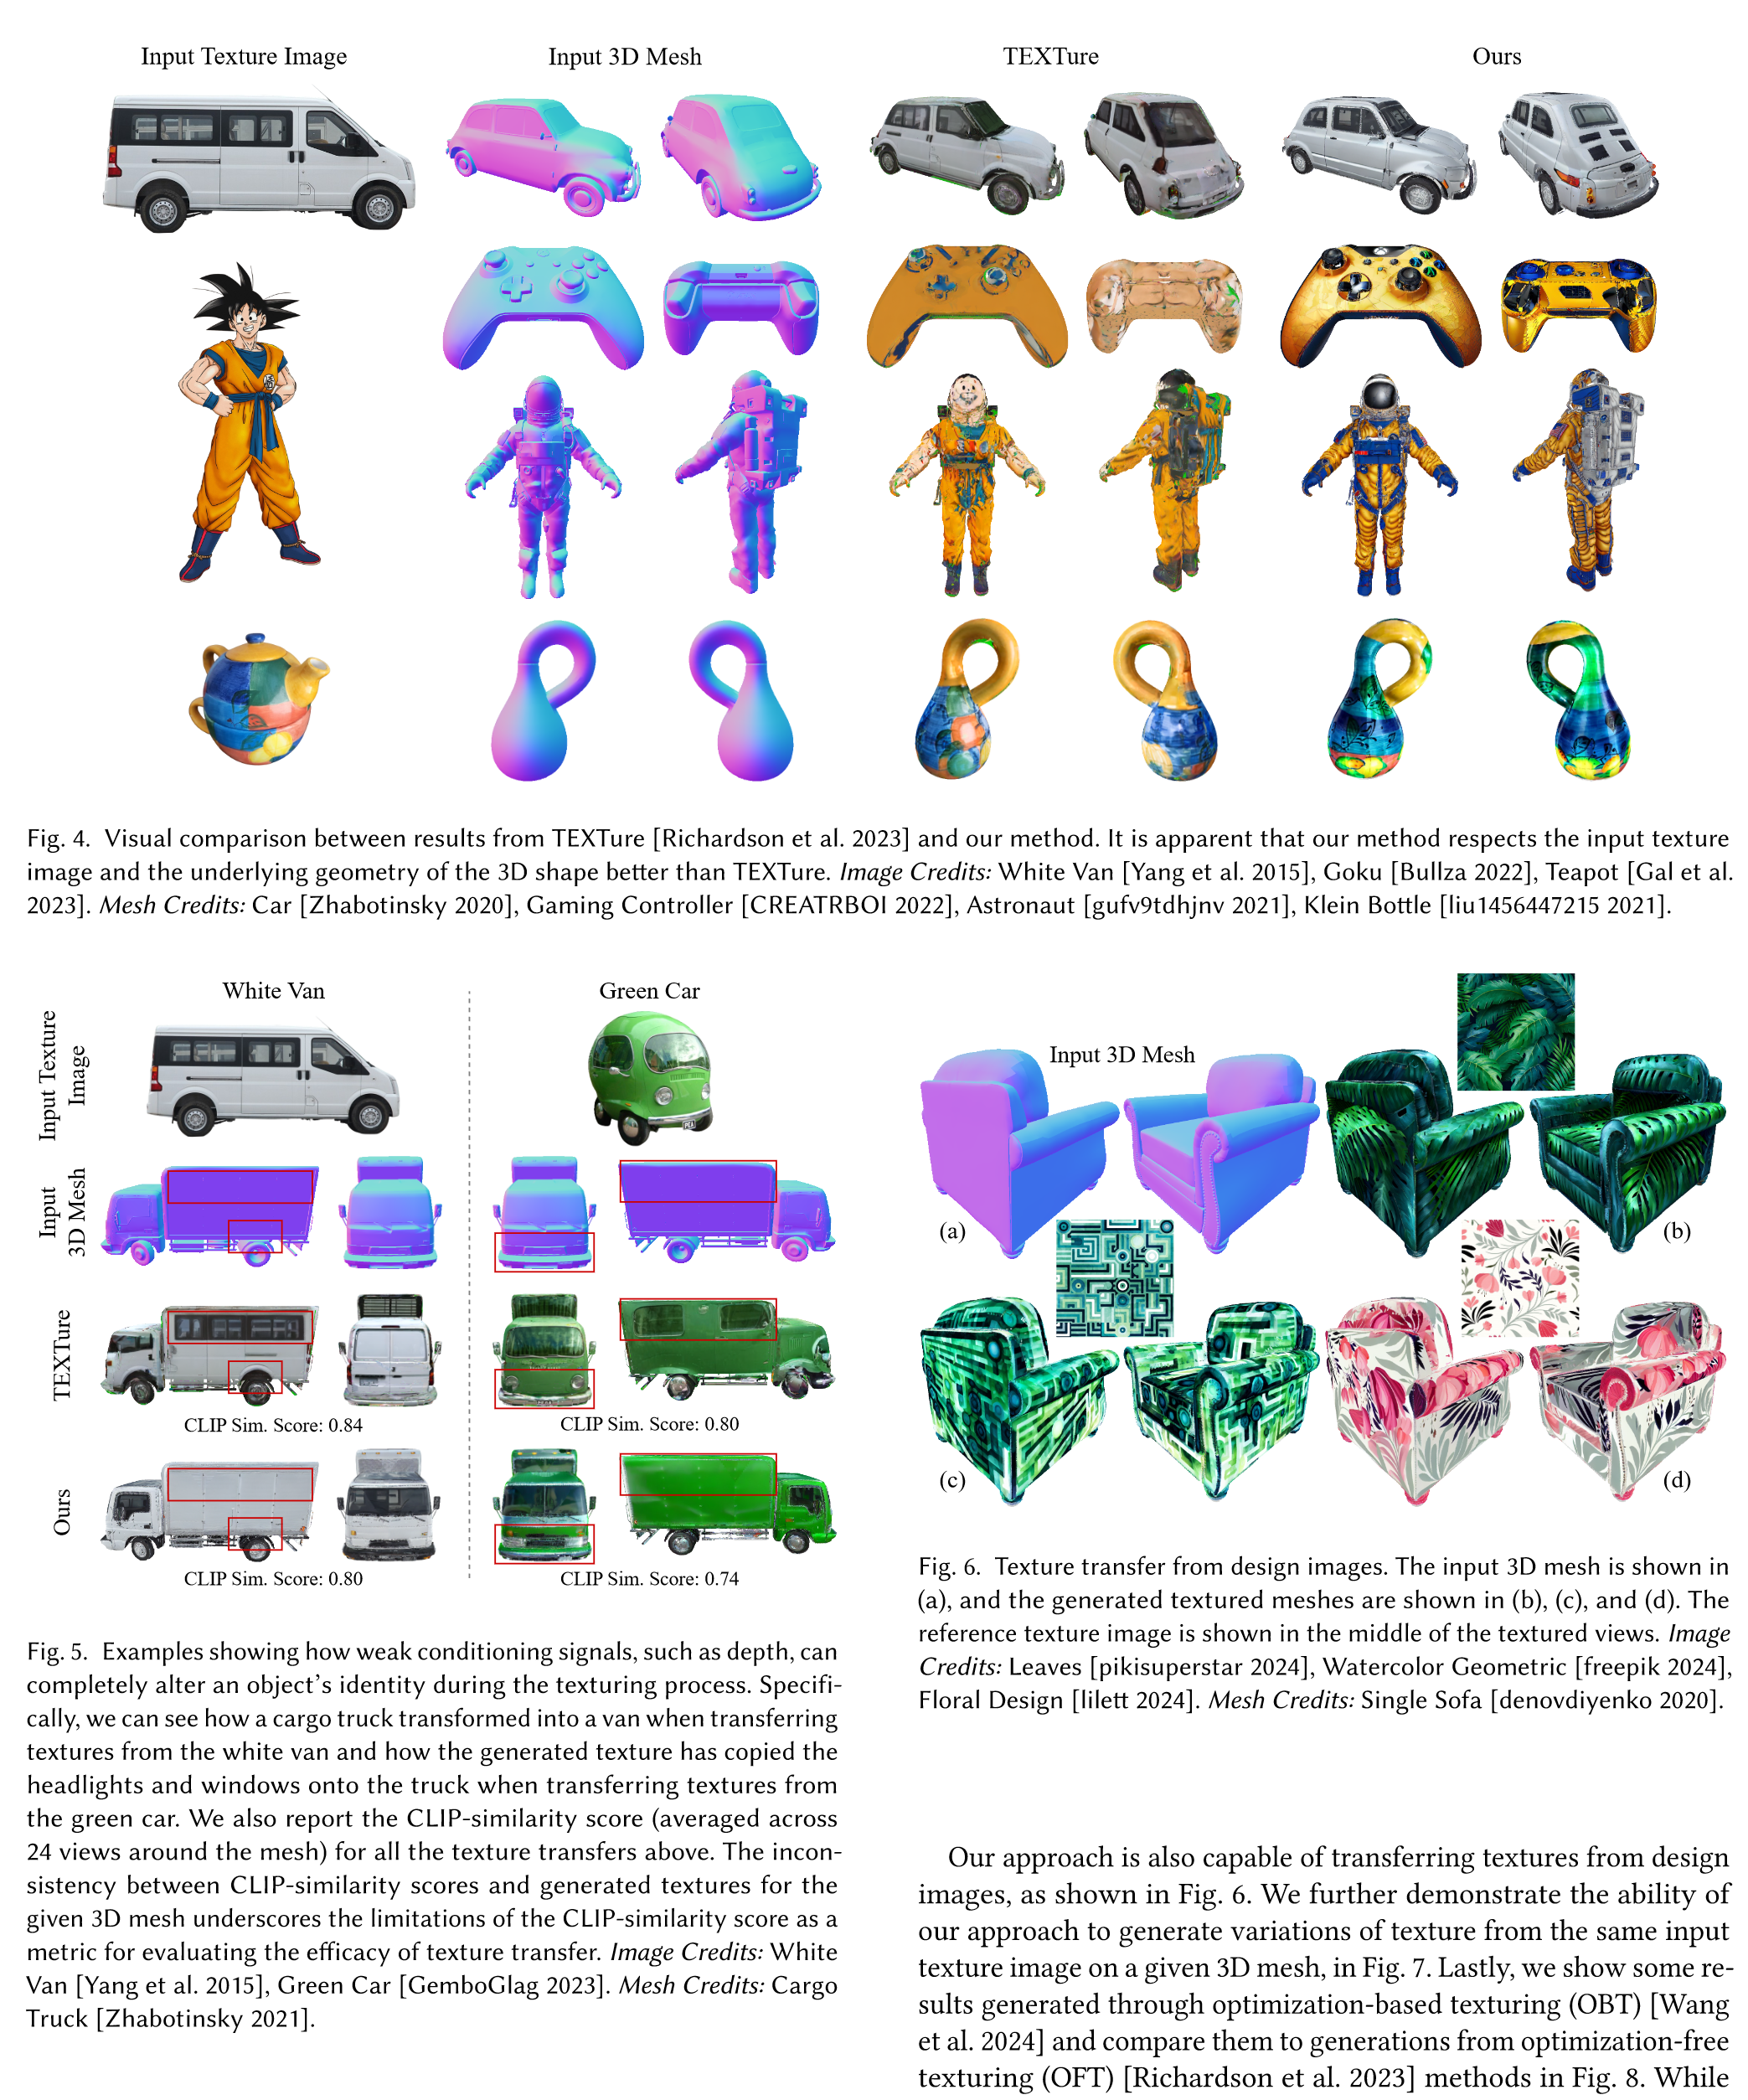 Input Texture Image
Input 3D Mesh
TEXTure
Ours
Fig. 4. Visual comparison between results from TEXTure [Richardson et al. 2023] and our method. It is apparent that our method respects the input texture
image and the underlying geometry of the 3D shape better than TEXTure. Image Credits: White Van [Yang et al. 2015], Goku [Bullza 2022], Teapot [Gal et al.
2023]. Mesh Credits: Car [Zhabotinsky 2020], Gaming Controller [CREATRBOI 2022], Astronaut [gufv9tdhjnv 2021], Klein Bottle [liu1456447215 2021].
White Van
Green Car
Input Texture
Image
Input
3D Mesh
TEXTure
CLIP Sim. Score: 0.84
CLIP Sim. Score: 0.80
Ours
CLIP Sim. Score: 0.80
CLIP Sim. Score: 0.74
Fig. 5. Examples showing how weak conditioning signals, such as depth, can
completely alter an object's identity during the texturing process. Specifi-
cally, we can see how a cargo truck transformed into a van when transferring
textures from the white van and how the generated texture has copied the
headlights and windows onto the truck when transferring textures from
the green car. We also report the CLIP-similarity score (averaged across
24 views around the mesh) for all the texture transfers above. The incon-
sistency between CLIP-similarity scores and generated textures for the
given 3D mesh underscores the limitations of the CLIP-similarity score as a
metric for evaluating the efficacy of texture transfer. Image Credits: White
Van [Yang et al. 2015], Green Car [GemboGlag 2023]. Mesh Credits: Cargo
Truck [Zhabotinsky 2021].
Input 3D Mesh
(a)
(b)
(c)
(d)
Fig. 6. Texture transfer from design images. The input 3D mesh is shown in
(a), and the generated textured meshes are shown in (b), (c), and (d). The
reference texture image is shown in the middle of the textured views. Image
Credits: Leaves [pikisuperstar 2024], Watercolor Geometric [freepik 2024],
Floral Design [lilett 2024]. Mesh Credits: Single Sofa [denovdiyenko 2020].
Our approach is also capable of transferring textures from design
images, as shown in Fig. 6. We further demonstrate the ability of
our approach to generate variations of texture from the same input
texture image on a given 3D mesh, in Fig. 7. Lastly, we show some re-
sults generated through optimization-based texturing (OBT) [Wang
et al. 2024] and compare them to generations from optimization-free
texturing (OFT) [Richardson et al. 2023] methods in Fig. 8. While